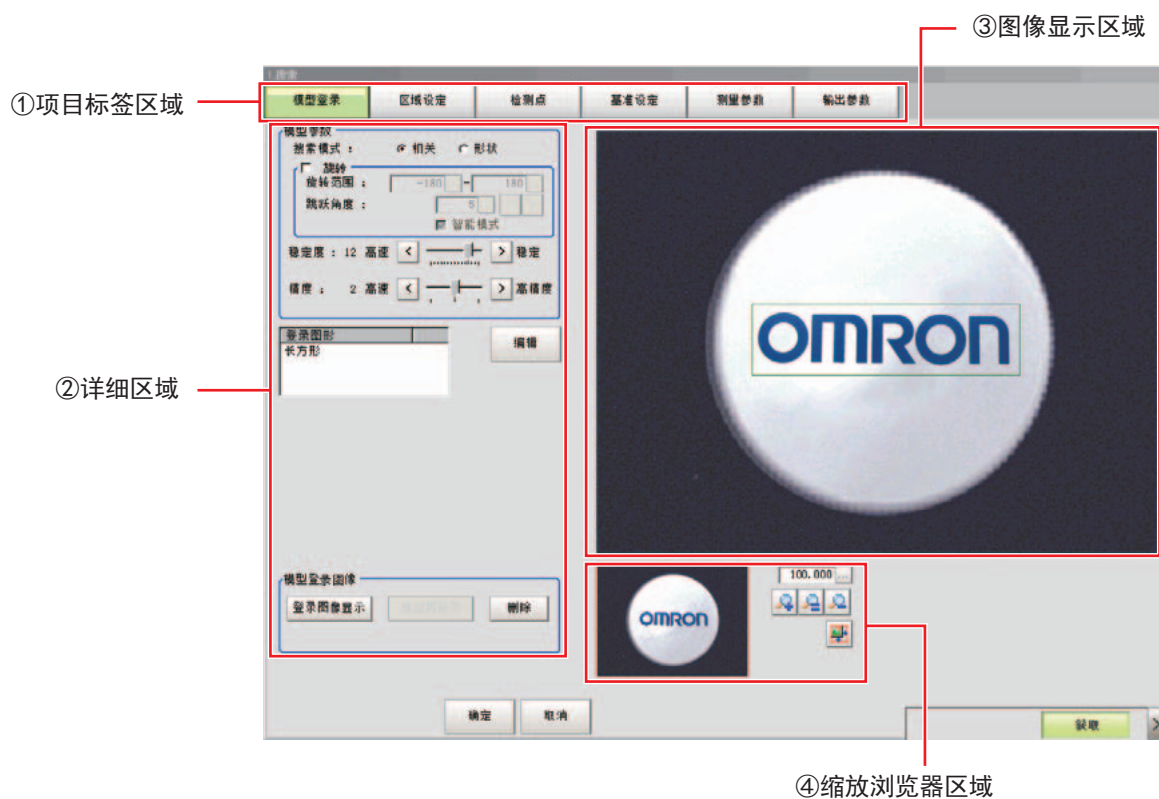 ③图像显示区域
1.搜索
①项目标签区域
模型登录 区域设定 检测点 基准设定 测量参数 输出参数
模型参数
搜索模式： 相关 形状
旋转
旋转范围： -180 - 180
跳跃角度： 5
智能模式
稳定度：12 高速 < > 稳定
精度： 2 高速 < > 高精度
OMRON
登录图形
长方形
编辑
②详细区域
模型登录图像
登录图像显示 删除
100.000 ...
OMRON
确定 取消
获取 >
④缩放浏览器区域